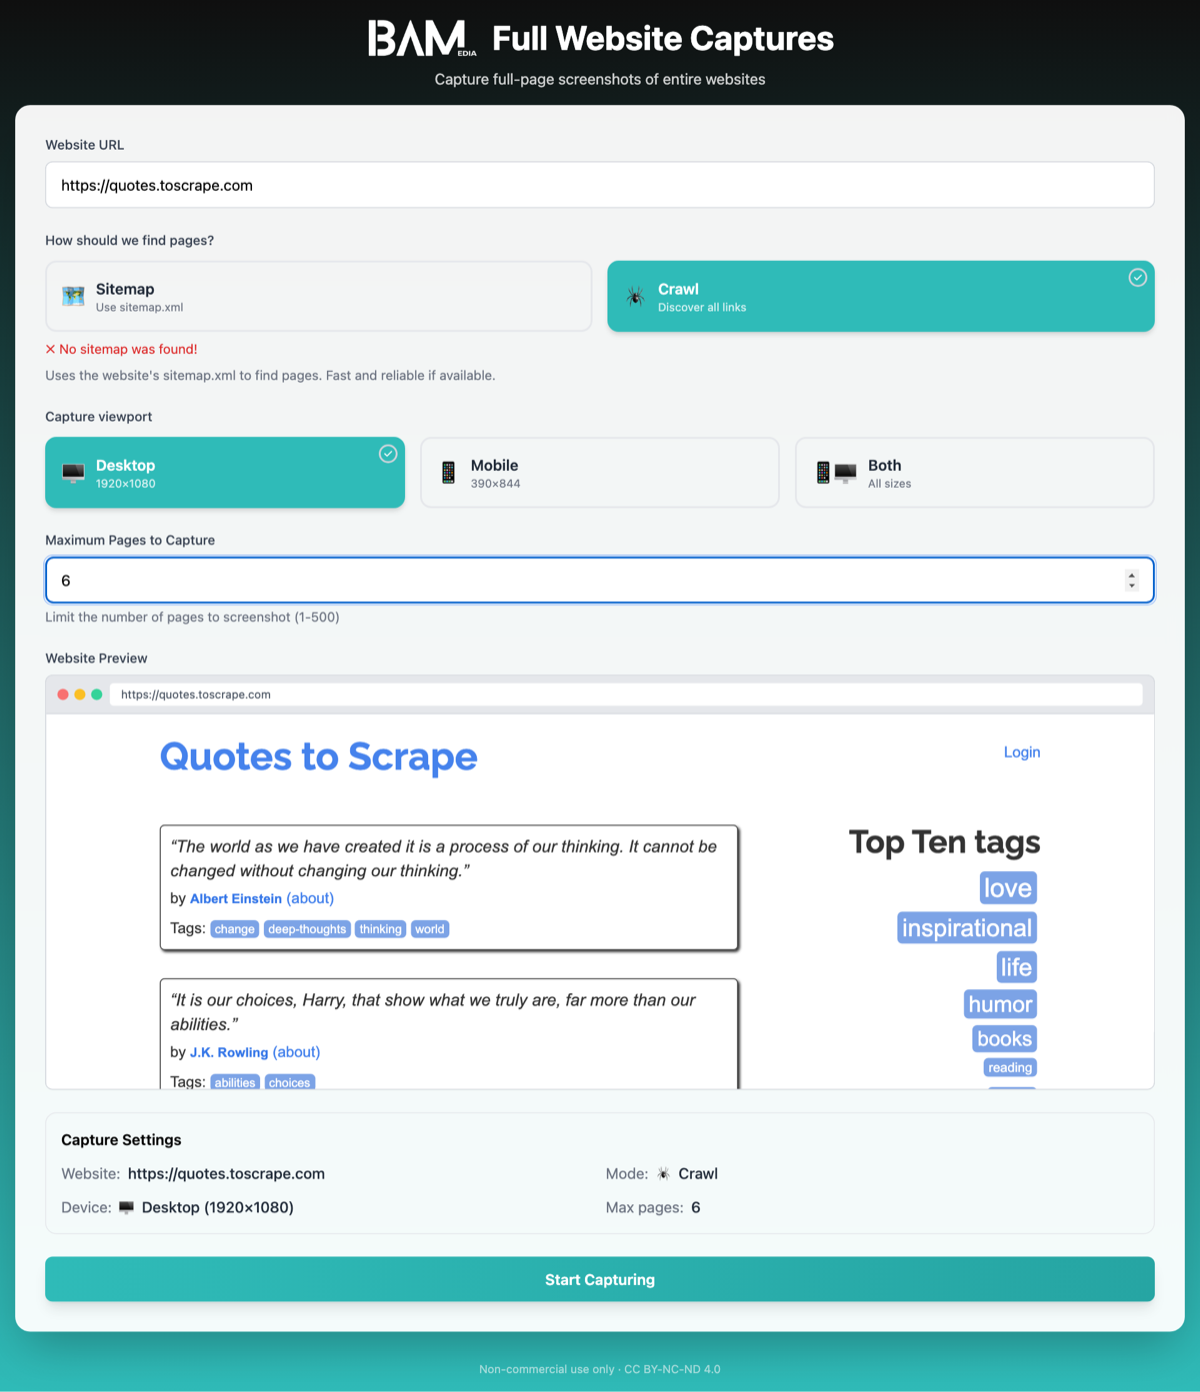 BAM EDIA Full Website Captures
Capture full-page screenshots of entire websites
Website URL
https://quotes.toscrape.com
How should we find pages?
Sitemap
Use sitemap.xml
Crawl
Discover all links
✕ No sitemap was found!
Uses the website's sitemap.xml to find pages. Fast and reliable if available.
Capture viewport
Desktop
1920×1080
Mobile
390×844
Both
All sizes
Maximum Pages to Capture
6
Limit the number of pages to screenshot (1-500)
Website Preview
https://quotes.toscrape.com
Quotes to Scrape
Login
“The world as we have created it is a process of our thinking. It cannot be
changed without changing our thinking.”
by Albert Einstein (about)
Tags: change deep-thoughts thinking world
“It is our choices, Harry, that show what we truly are, far more than our
abilities.”
by J.K. Rowling (about)
Tags: abilities choices
Top Ten tags
love
inspirational
life
humor
books
reading
Capture Settings
Website: https://quotes.toscrape.com
Mode: Crawl
Device: Desktop (1920×1080)
Max pages: 6
Start Capturing
Non-commercial use only · CC BY-NC-ND 4.0